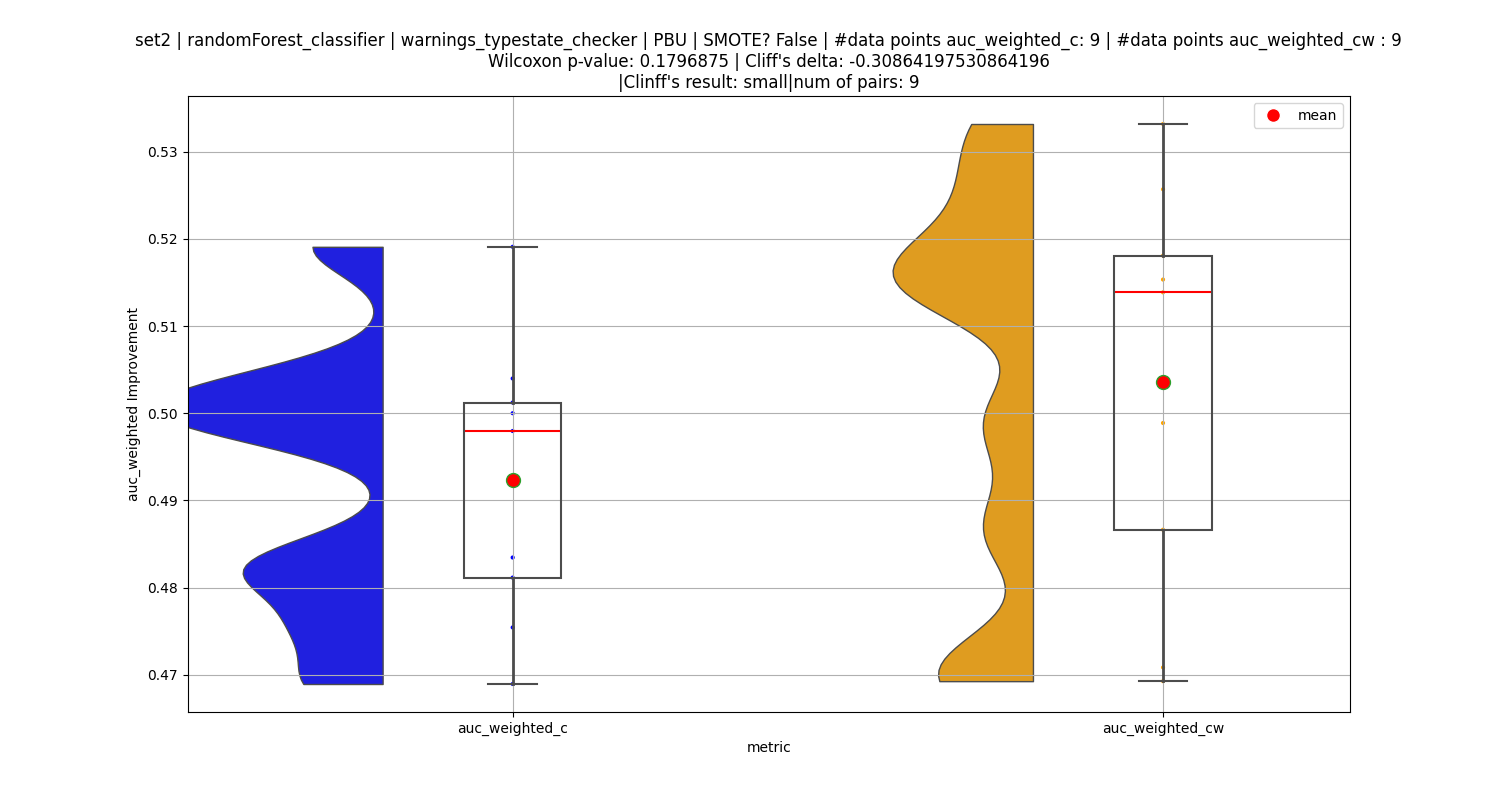 set2 | randomForest_classifier | warnings_typestate_checker | PBU | SMOTE? False | #data points auc_weighted_c: 9 | #data points auc_weighted_cw : 9
Wilcoxon p-value: 0.1796875 | Cliff's delta: -0.30864197530864196
|Clinff's result: small|num of pairs: 9
mean
0.53
0.52
0.51
0.50
0.49
0.48
0.47
auc_weighted Improvement
auc_weighted_c
auc_weighted_cw
metric